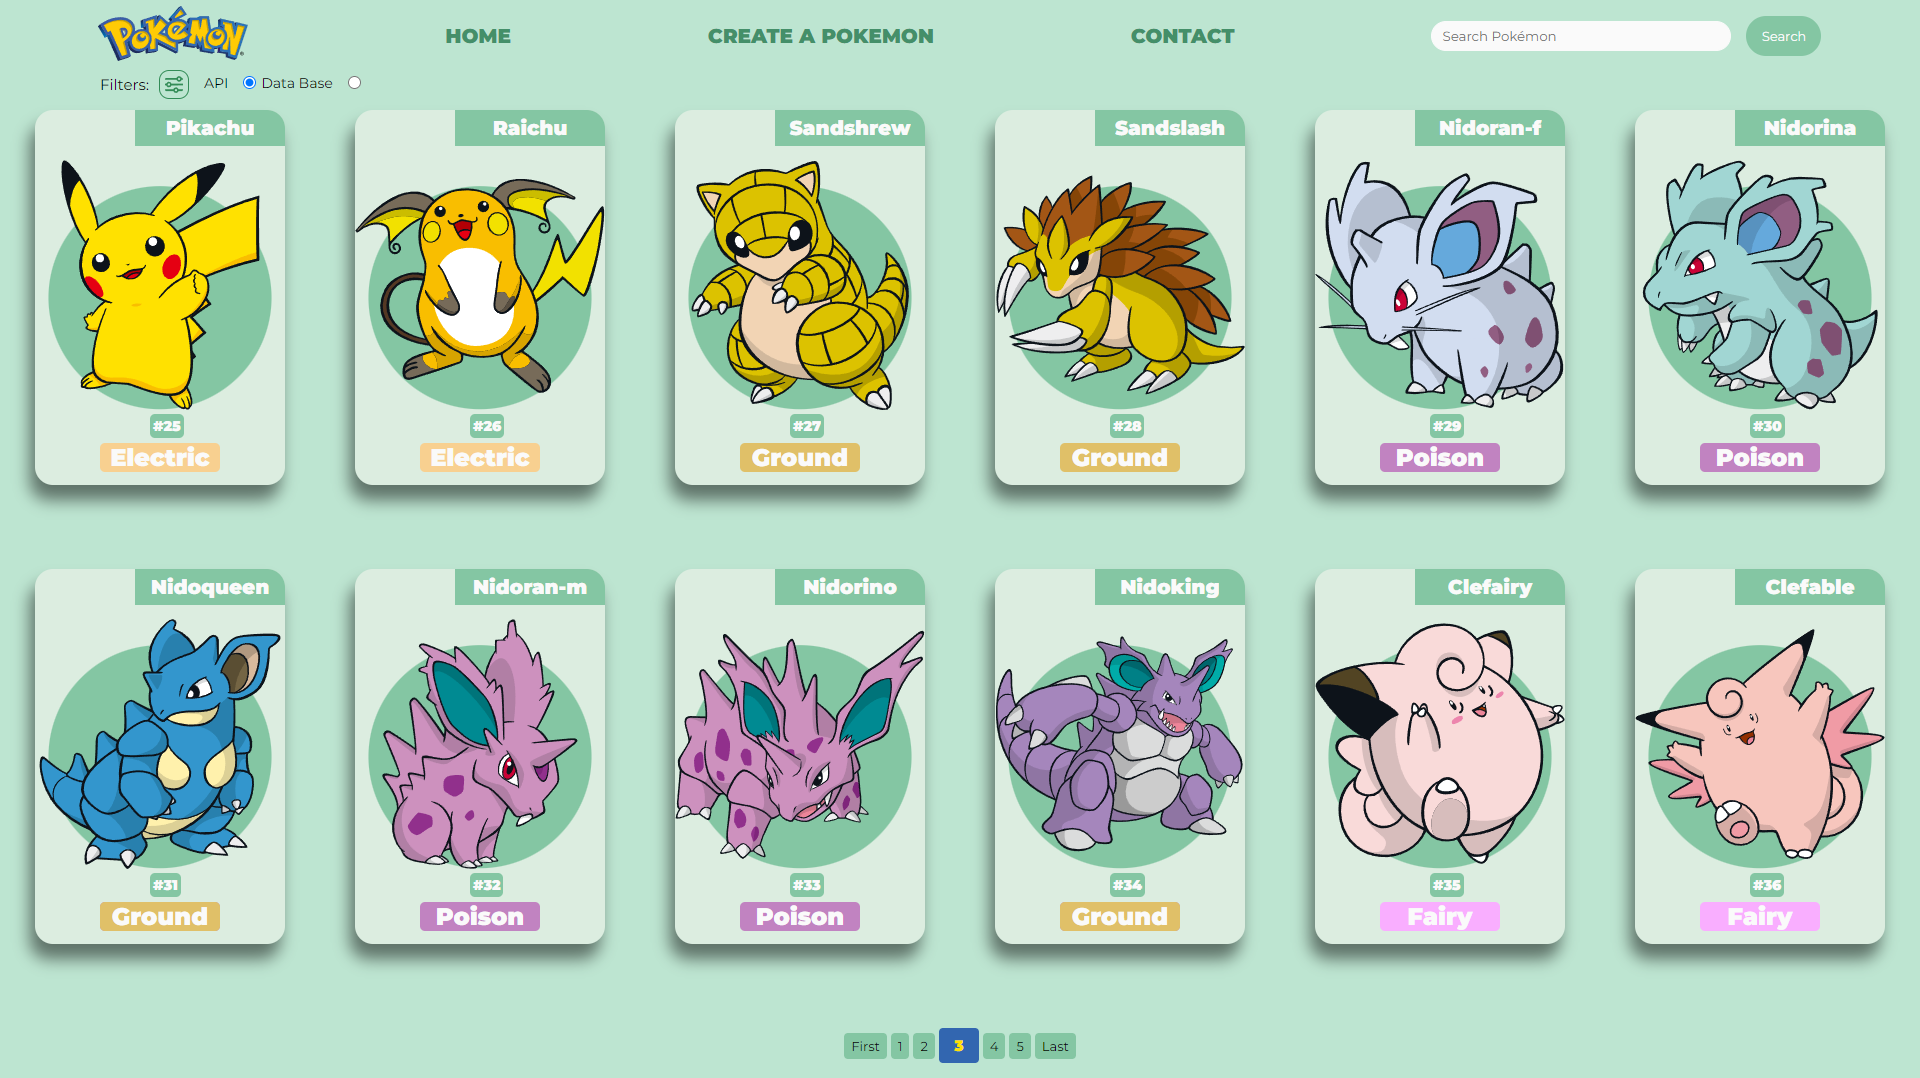 POKÉMON
HOME
CREATE A POKEMON
CONTACT
Search Pokémon
Search
Filters:
API
Data Base
Pikachu
#25
Electric
Raichu
#26
Electric
Sandshrew
#27
Ground
Sandslash
#28
Ground
Nidoran-f
#29
Poison
Nidorina
#30
Poison
Nidoqueen
#31
Ground
Nidoran-m
#32
Poison
Nidorino
#33
Poison
Nidoking
#34
Ground
Clefairy
#35
Fairy
Clefable
#36
Fairy
First 1 2 3 4 5 Last